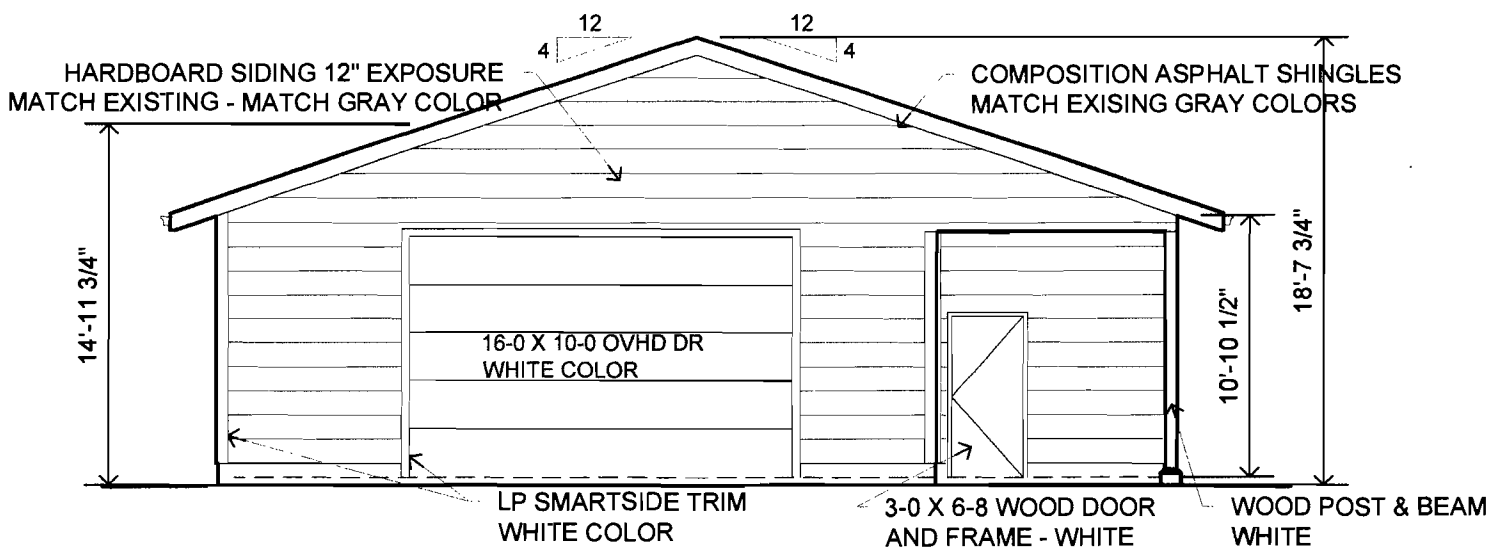 12
4
12
4
HARDBOARD SIDING 12" EXPOSURE
MATCH EXISTING - MATCH GRAY COLOR
COMPOSITION ASPHALT SHINGLES
MATCH EXISING GRAY COLORS
14'-11 3/4"
16-0 X 10-0 OVHD DR
WHITE COLOR
10'-10 1/2"
18'-7 3/4"
LP SMARTSIDE TRIM
WHITE COLOR
3-0 X 6-8 WOOD DOOR
AND FRAME - WHITE
WOOD POST & BEAM
WHITE